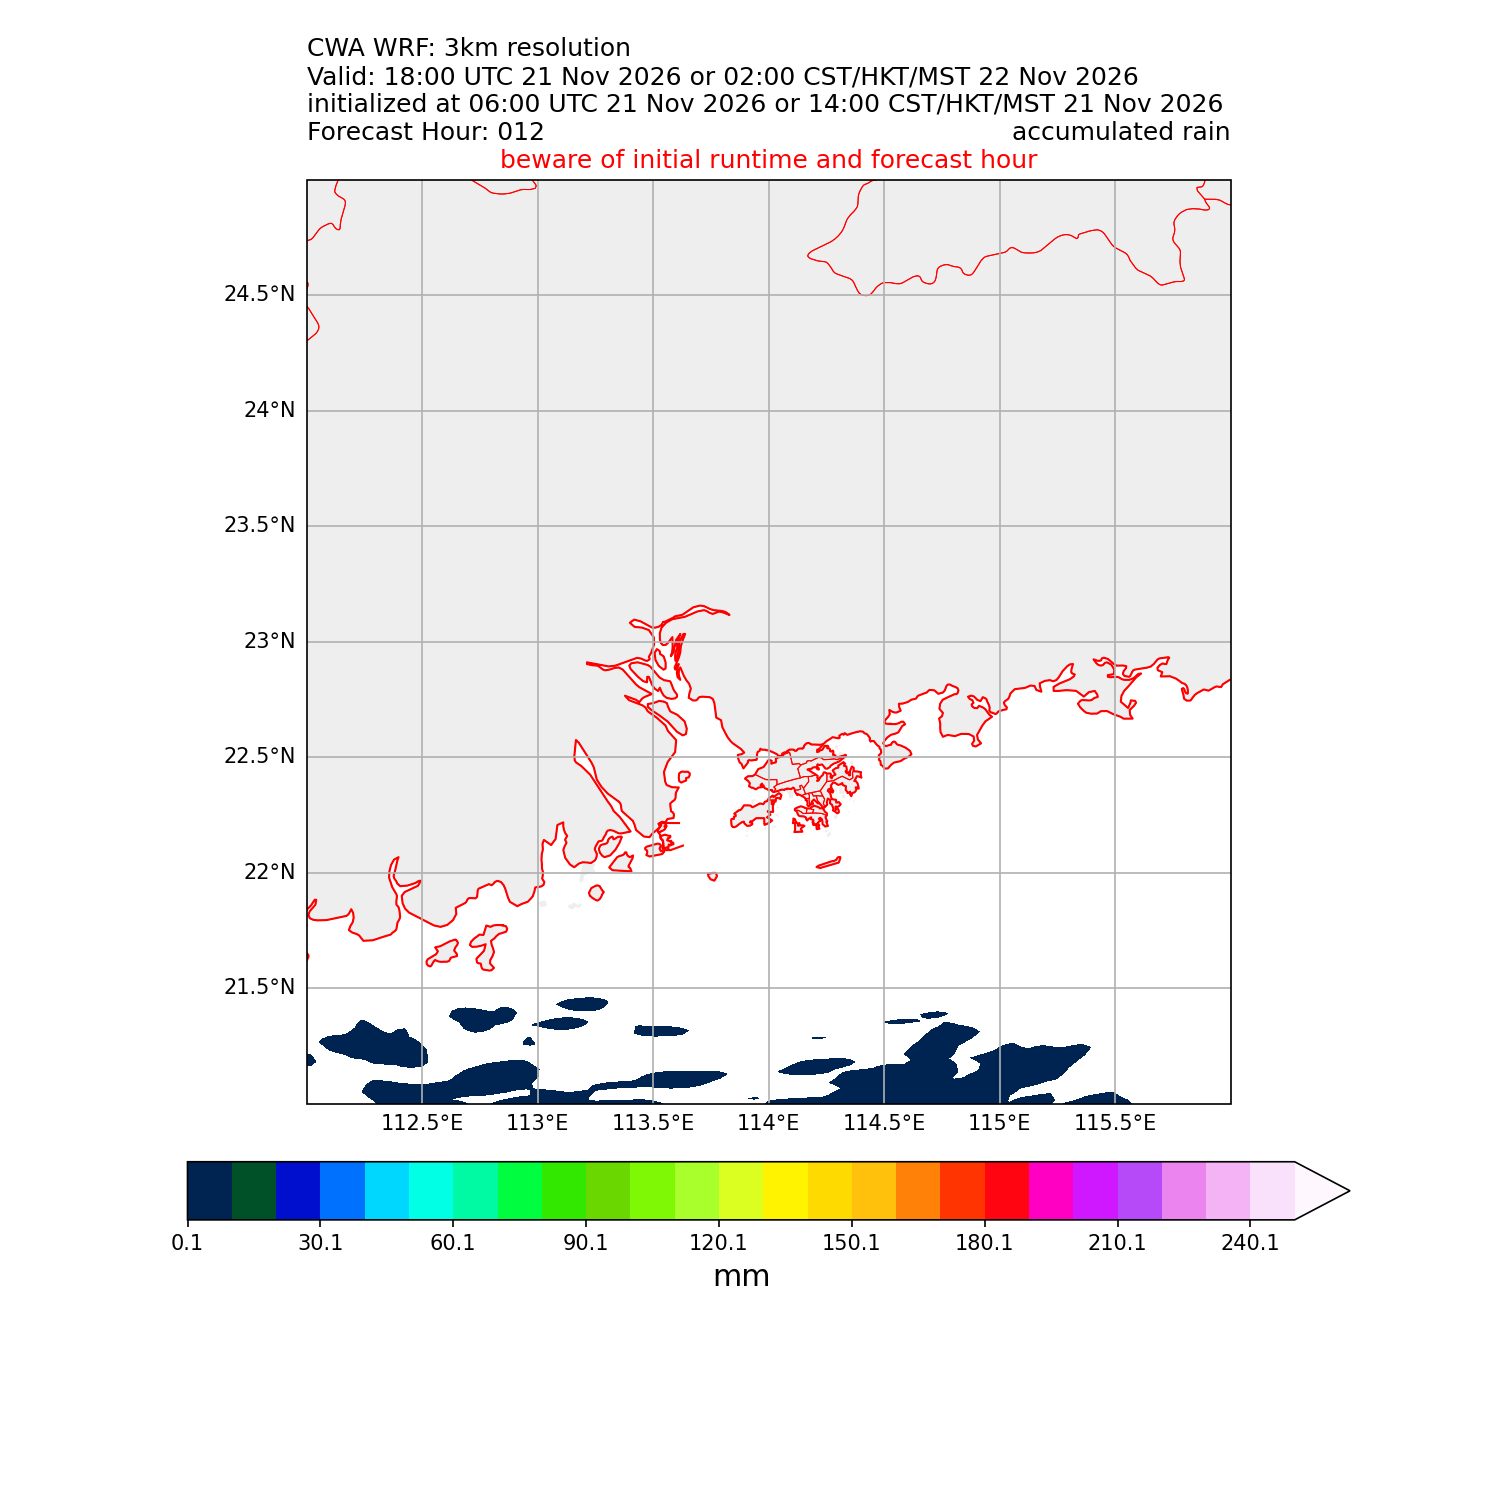 CWA WRF: 3km resolution
Valid: 18:00 UTC 21 Nov 2026 or 02:00 CST/HKT/MST 22 Nov 2026
initialized at 06:00 UTC 21 Nov 2026 or 14:00 CST/HKT/MST 21 Nov 2026
Forecast Hour: 012 accumulated rain
beware of initial runtime and forecast hour
24.5°N
24°N
23.5°N
23°N
22.5°N
22°N
21.5°N
112.5°E 113°E 113.5°E 114°E 114.5°E 115°E 115.5°E
0.1 30.1 60.1 90.1 120.1 150.1 180.1 210.1 240.1
mm